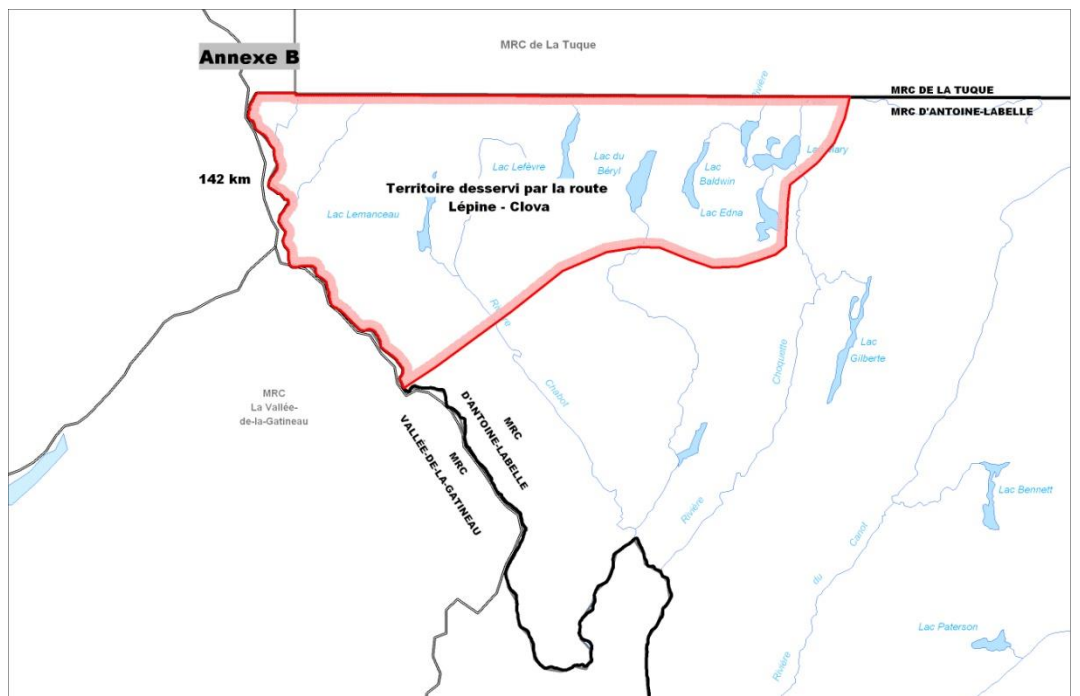 MRC de La Tuque
Annexe B
MRC DE LA TUQUE
MRC D'ANTOINE-LABELLE
Rivière
142 km
Lac Lefèvre
Lac du
Béryl
Lac
Baldwin
Territoire desservi par la route
Lépine - Clova
Lac Lemanceau
Lac Edna
Rivière
Chabot
Choquette
Rivière
Lac
Gilberte
MRC
La Vallée-
de-la-Gatineau
MRC
D'ANTOINE-LABELLE
MRC
VALLÉE-DE-LA-GATINEAU
Lac Bennett
Canot
du
Rivière
Lac Paterson